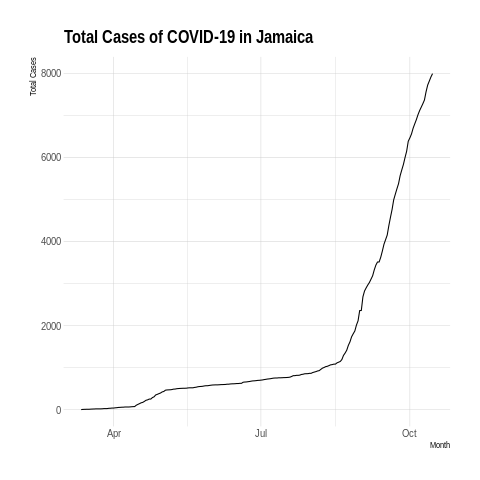 Total Cases of COVID-19 in Jamaica
Total Cases
8000
6000
4000
2000
0
Apr
Jul
Oct
Month